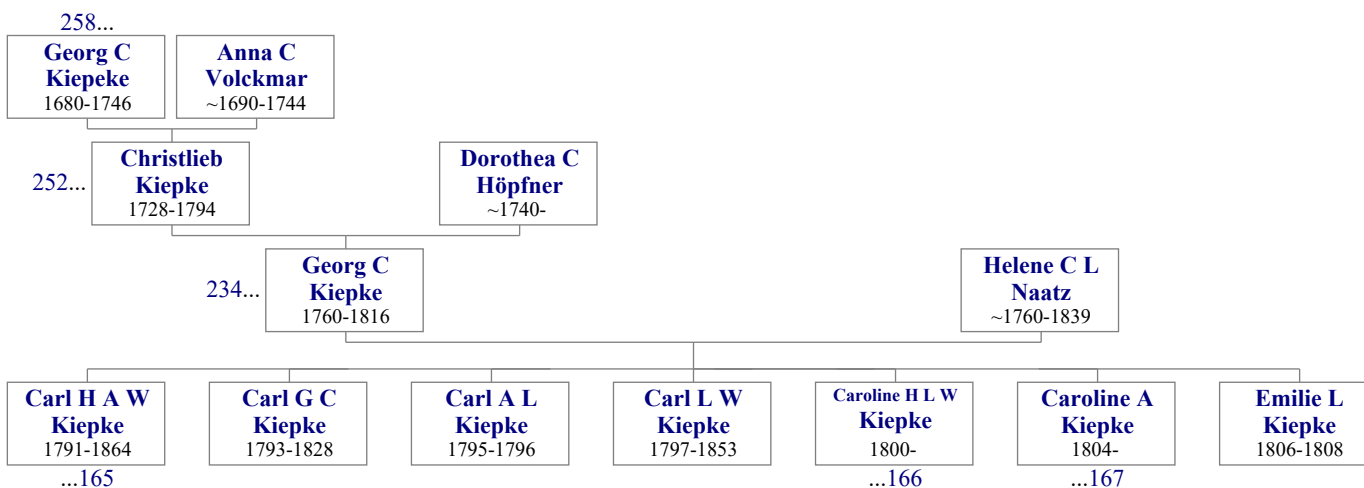 258...
Georg C
Kiepeke
1680-1746
Anna C
Volckmar
~1690-1744
252...
Christlieb
Kiepke
1728-1794
Dorothea C
Höpfner
~1740-
234...
Georg C
Kiepke
1760-1816
Helene C L
Naatz
~1760-1839
Carl H A W
Kiepke
1791-1864
...165
Carl G C
Kiepke
1793-1828
Carl A L
Kiepke
1795-1796
Carl L W
Kiepke
1797-1853
Caroline H L W
Kiepke
1800-
...166
Caroline A
Kiepke
1804-
...167
Emilie L
Kiepke
1806-1808